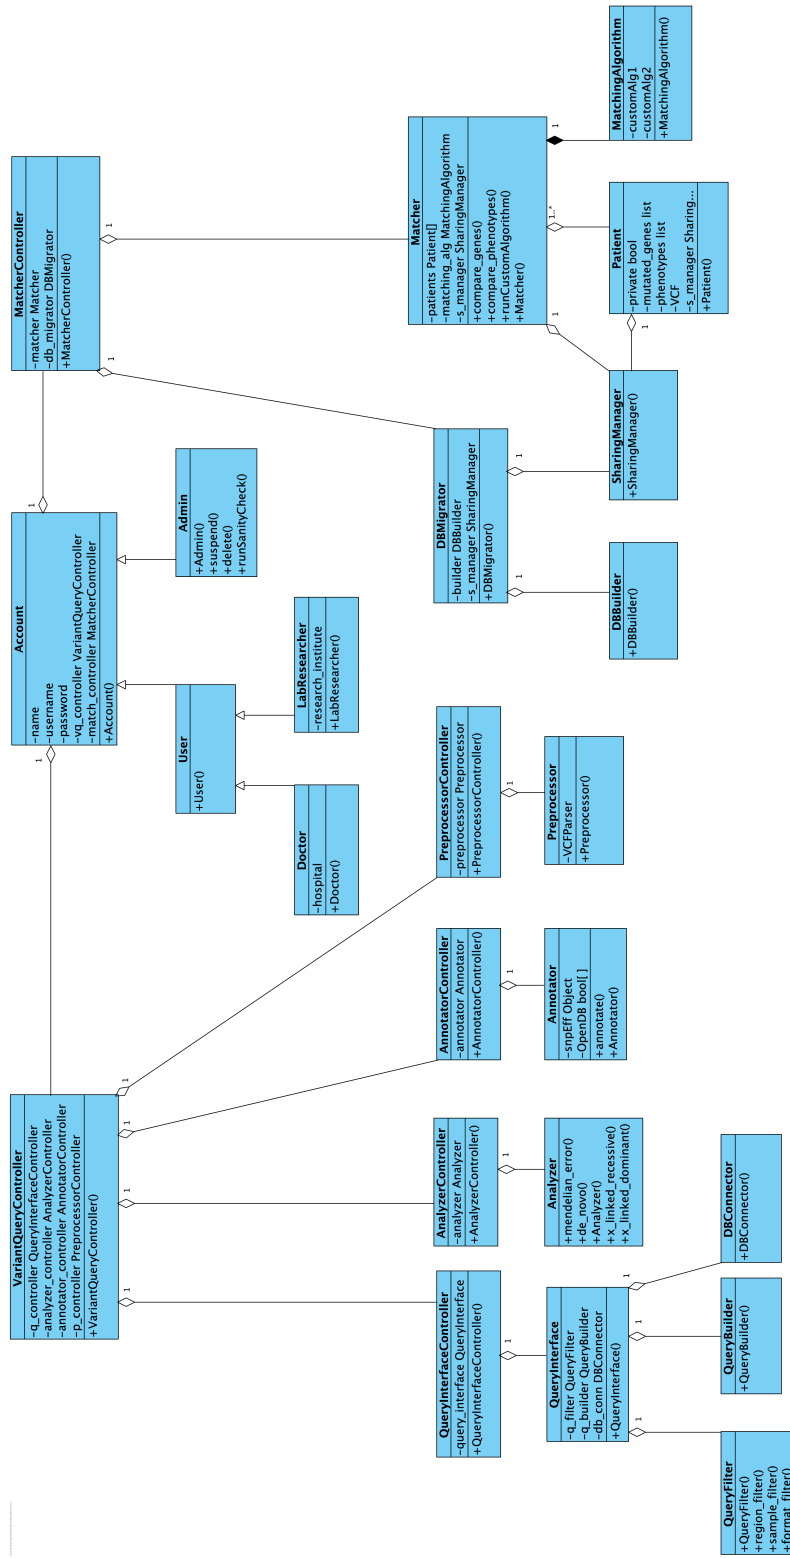 VariantQueryController
-q_controller QueryInterfaceController
-analyzer_controller AnalyzerController
-annotator_controller AnnotatorController
-p_controller PreprocessorController
+VariantQueryController()
1
1
1
1
1
Account
-name
-username
-password
-vq_controller VariantQueryController
-match_controller MatcherController
+Account()
1
MatcherController
-matcher Matcher
-db_migrator DBMigrator
+MatcherController()
1
1
User
+User()
Admin
+Admin()
+suspend()
+delete()
+runSanityCheck()
Doctor
-hospital
+Doctor()
LabResearcher
-research_institute
+LabResearcher()
QueryInterfaceController
-query_interface QueryInterface
+QueryInterfaceController()
1
AnalyzerController
-analyzer Analyzer
+AnalyzerController()
1
AnnotatorController
-annotator Annotator
+AnnotatorController()
1
PreprocessorController
-preprocessor Preprocessor
+PreprocessorController()
1
DBMigrator
-builder DBBuilder
-s_manager SharingManager
+DBMigrator()
1
1
Matcher
-patients Patient[]
-matching_alg MatchingAlgorithm
-s_manager SharingManager
+compare_genes()
+compare_phenotypes()
+runCustomAlgorithm()
+Matcher()
1
1..*
1
QueryInterface
-q_filter QueryFilter
-q_builder QueryBuilder
-db_conn DBConnector
+QueryInterface()
1
1
1
Analyzer
+mendelian_error()
+de_novo()
+Analyzer()
+x_linked_recessive()
+x_linked_dominant()
Annotator
-snpEff Object
-OpenDB bool[ ]
+annotate()
+Annotator()
Preprocessor
-VCFParser
+Preprocessor()
DBBuilder
+DBBuilder()
SharingManager
+SharingManager()
Patient
-private bool
-mutated_genes list
-phenotypes list
-VCF
-s_manager Sharing...
+Patient()
1
MatchingAlgorithm
-customAlg1
-customAlg2
+MatchingAlgorithm()
QueryFilter
+QueryFilter()
+region_filter()
+sample_filter()
+format_filter()
QueryBuilder
+QueryBuilder()
DBConnector
+DBConnector()